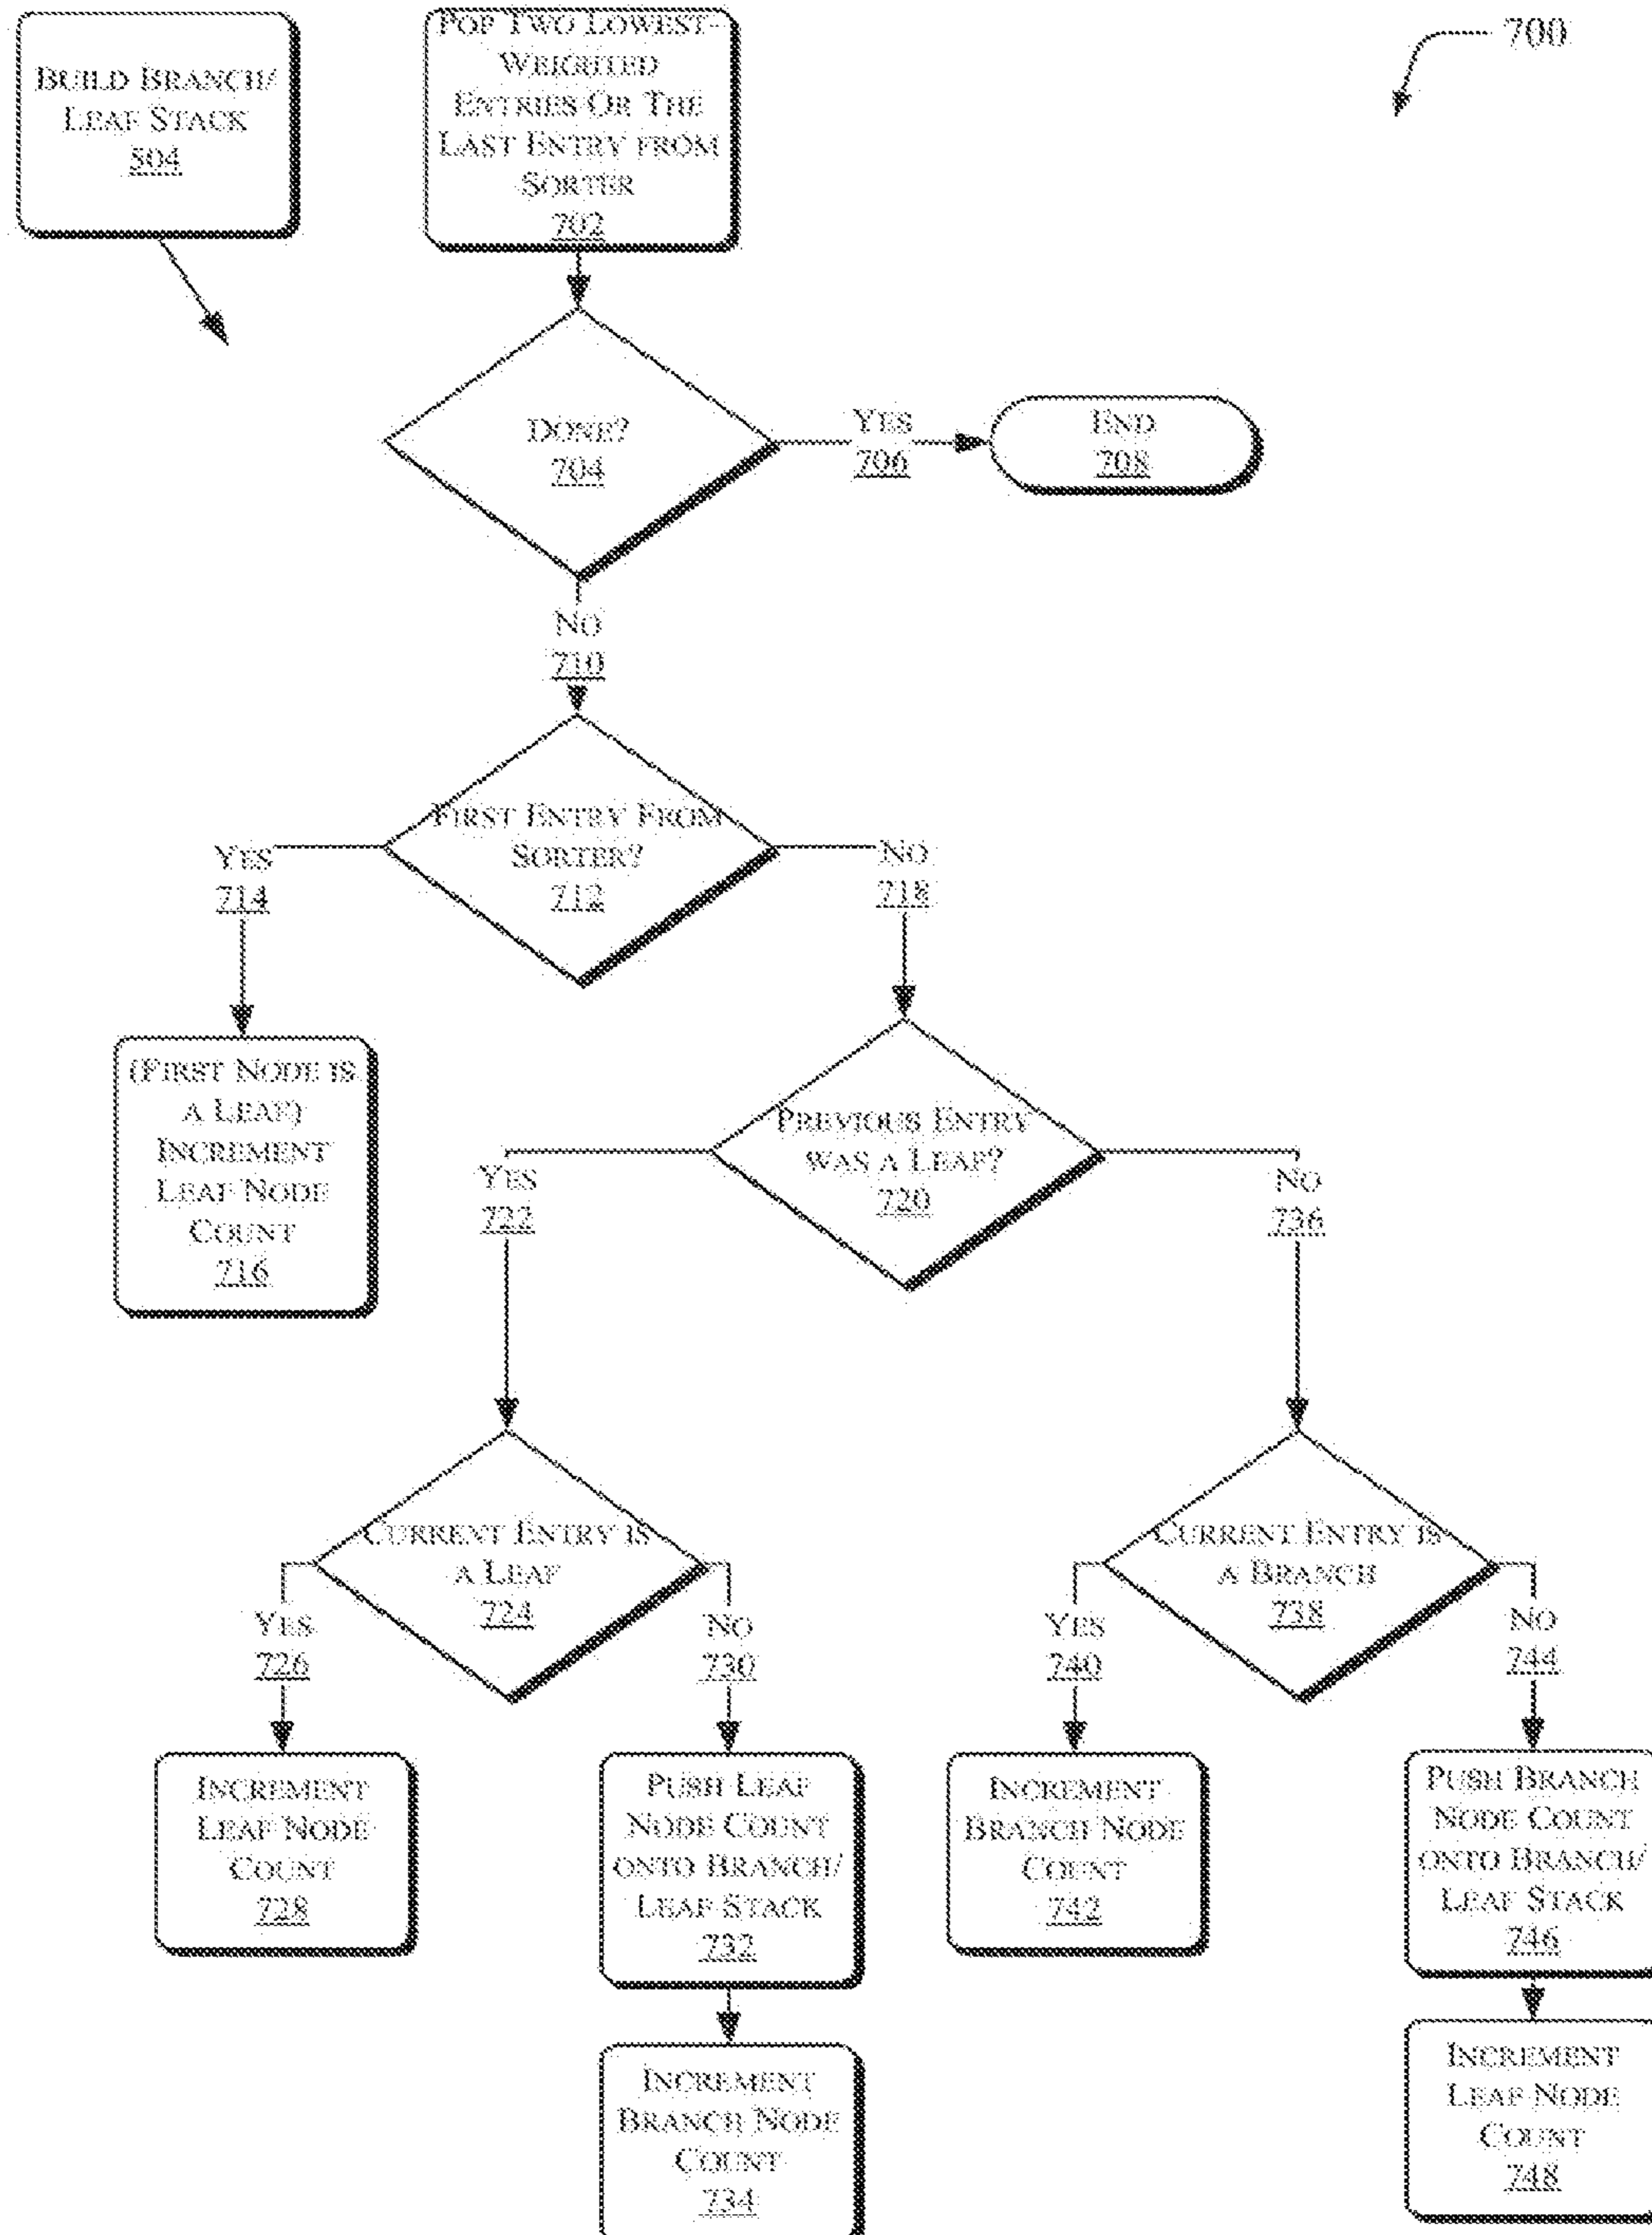 700
BUILD BRANCH/
LEAF STACK
504
POP TWO LOWEST-
WEIGHTED
ENTRIES OR THE
LAST ENTRY FROM
SORTER
702
DONE?
704
YES
706
END
708
NO
710
FIRST ENTRY FROM
SORTER?
712
YES
714
NO
718
(FIRST NODE IS
A LEAF)
INCREMENT
LEAF NODE
COUNT
716
PREVIOUS ENTRY
WAS A LEAF?
720
YES
722
NO
736
CURRENT ENTRY IS
A LEAF
724
YES
726
NO
730
CURRENT ENTRY IS
A BRANCH
738
YES
740
NO
744
INCREMENT
LEAF NODE
COUNT
728
PUSH LEAF
NODE COUNT
ONTO BRANCH/
LEAF STACK
732
INCREMENT
BRANCH NODE
COUNT
742
PUSH BRANCH
NODE COUNT
ONTO BRANCH/
LEAF STACK
746
INCREMENT
BRANCH NODE
COUNT
734
INCREMENT
LEAF NODE
COUNT
748